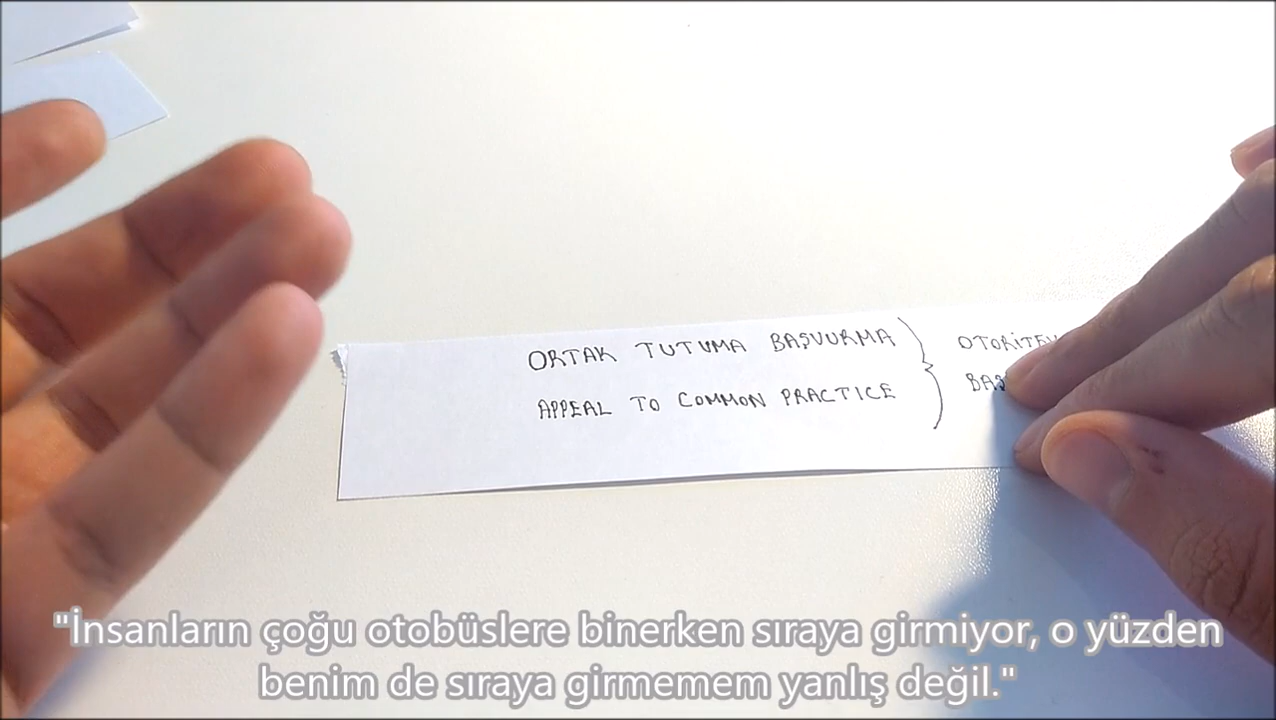 ORTAK TUTUMA BAŞVURMA
APPEAL TO COMMON PRACTICE
"İnsanların çoğu otobüslere binerken sıraya girmiyor, o yüzden
benim de sıraya girmemem yanlış değil."